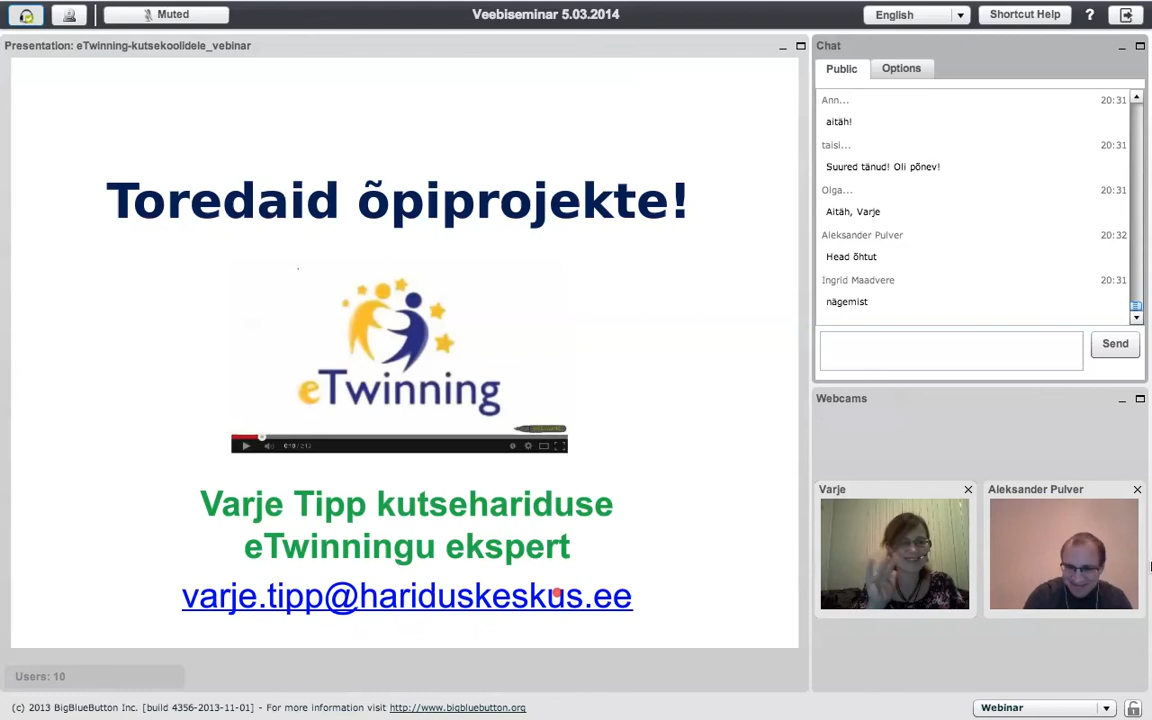 Muted
Veebiseminar 5.03.2014
English
Shortcut Help
?
Presentation: eTwinning-kutsekoolidele_vebinar
Toredaid õpiprojekte!
eTwinning
Varje Tipp kutsehariduse
eTwinningu ekspert
varje.tipp@hariduskeskus.ee
Users: 10
Chat
Public
Options
Ann... 20:31
aitäh!
taisi... 20:31
Suured tänud! Oli põnev!
Olga... 20:31
Aitäh, Varje
Aleksander Pulver 20:32
Head õhtut
Ingrid Maadvere 20:31
nägemist
Send
Webcams
Varje
Aleksander Pulver
(c) 2013 BigBlueButton Inc. [build 4356-2013-11-01] - For more information visit http://www.bigbluebutton.org
Webinar